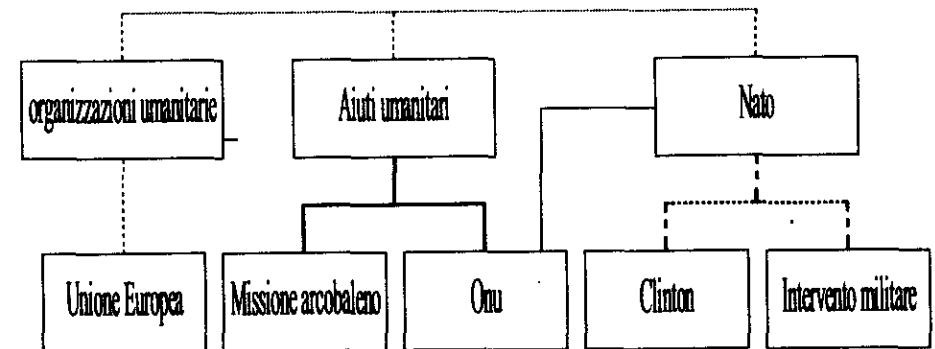 organizzazioni umanitarie
Aiuti umanitari
Nato
Unione Europea
Missione arcobaleno
Onu
Clinton
Intervento militare